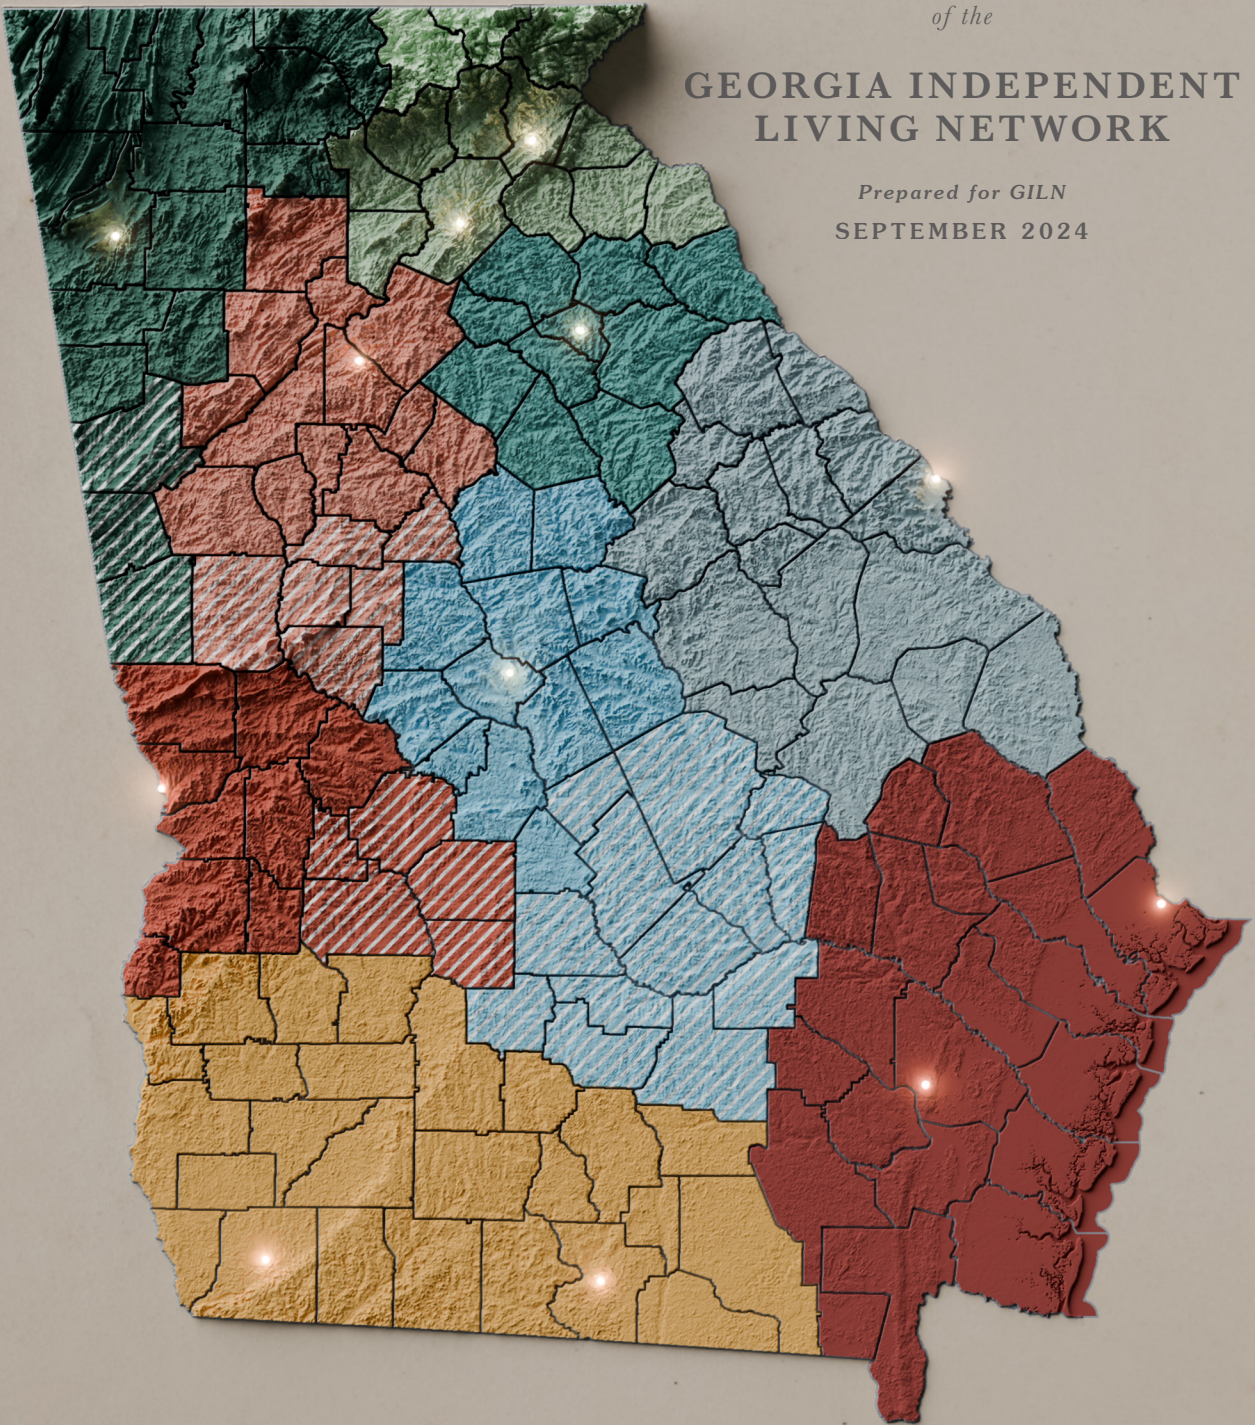 of the
GEORGIA INDEPENDENT
LIVING NETWORK
Prepared for GILN
SEPTEMBER 2024